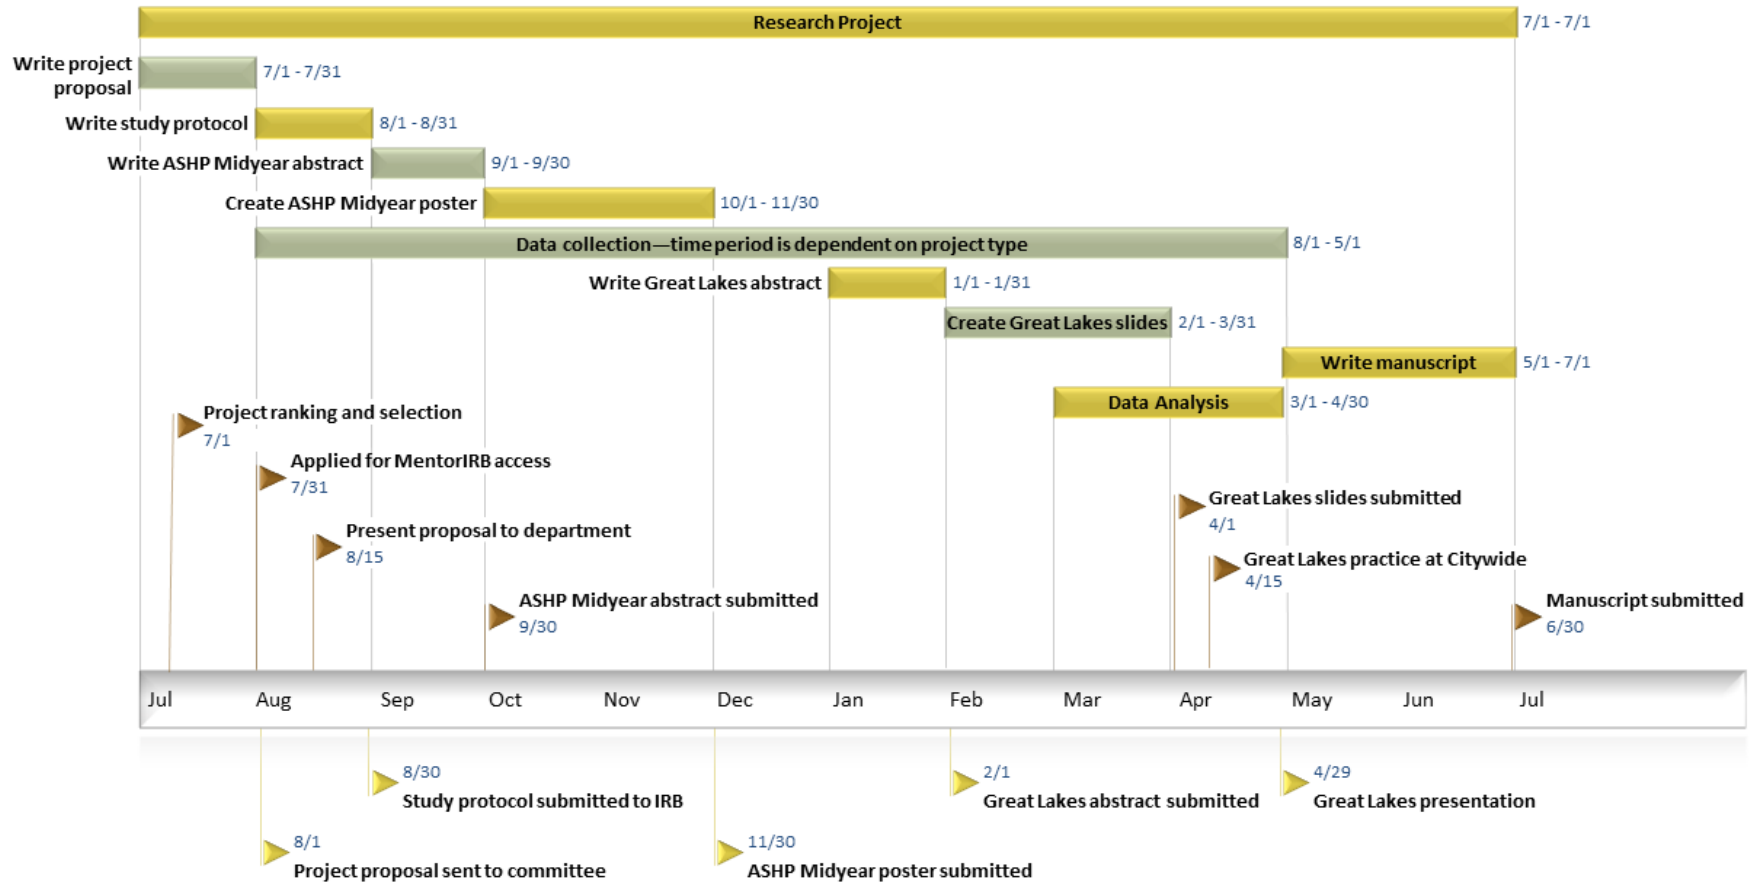 Research Project
7/1 - 7/1
Write project
proposal
7/1 - 7/31
Write study protocol
8/1 - 8/31
Write ASHP Midyear abstract
9/1 - 9/30
Create ASHP Midyear poster
10/1 - 11/30
Data collection—time period is dependent on project type
8/1 - 5/1
Write Great Lakes abstract
1/1 - 1/31
Create Great Lakes slides
2/1 - 3/31
Write manuscript
5/1 - 7/1
Data Analysis
3/1 - 4/30
Project ranking and selection
7/1
Applied for MentorIRB access
7/31
Present proposal to department
8/15
ASHP Midyear abstract submitted
9/30
Great Lakes slides submitted
4/1
Great Lakes practice at Citywide
4/15
Manuscript submitted
6/30
Jul Aug Sep Oct Nov Dec Jan Feb Mar Apr May Jun Jul
8/30
Study protocol submitted to IRB
2/1
Great Lakes abstract submitted
4/29
Great Lakes presentation
8/1
Project proposal sent to committee
11/30
ASHP Midyear poster submitted